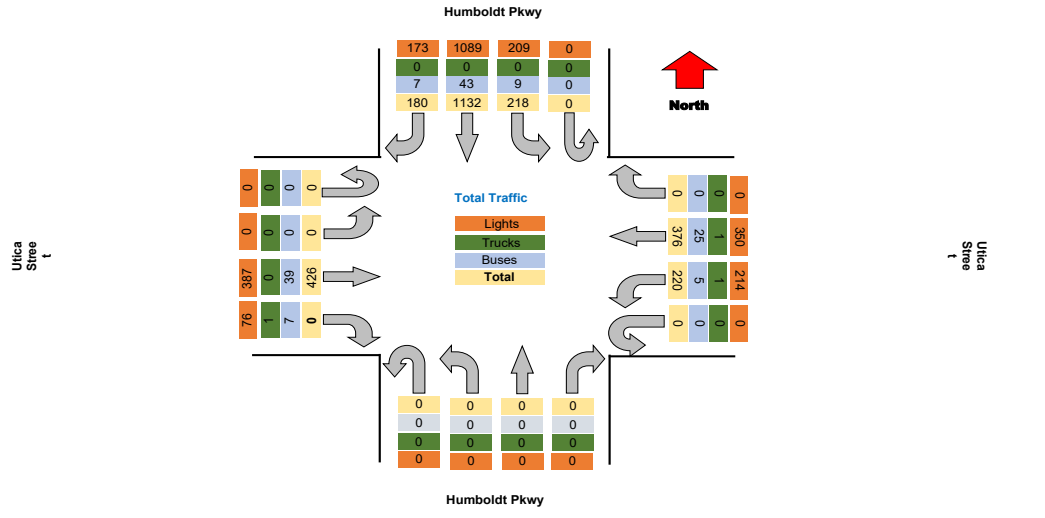 Humboldt Pkwy
173 1089 209 0
0 0 0 0
7 43 9 0
180 1132 218 0
North
0 0 0 0
0 0 0 0
387 0 39 426
76 1 7 0
Utica
Stree
t
Total Traffic
Lights
Trucks
Buses
Total
0 0 0 0
376 25 1 350
220 5 1 214
0 0 0 0
Utica
Stree
t
0 0 0 0
0 0 0 0
0 0 0 0
0 0 0 0
Humboldt Pkwy